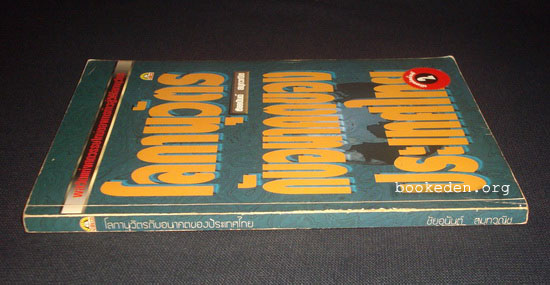 โลกานุวัตร
กับอนาคตของ
ประเทศไทย
ชัยอนันต์ สมุทวณิช
2
bookeden.org
โลกานุวัตรกับอนาคตของประเทศไทย
ชัยอนันต์ สมุทวณิช